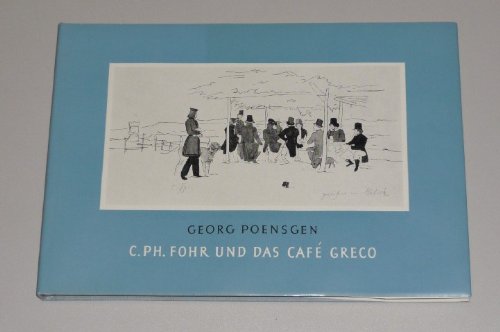 GEORG POENSGEN
C.PH. FOHR UND DAS CAFÉ GRECO